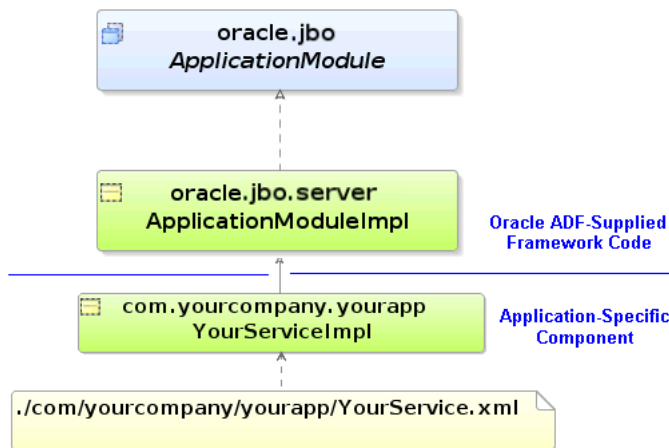 oracle.jbo
ApplicationModule
oracle.jbo.server
ApplicationModuleImpl
Oracle ADF-Supplied
Framework Code
com.yourcompany.yourapp
YourServiceImpl
Application-Specific
Component
./com/yourcompany/yourapp/YourService.xml